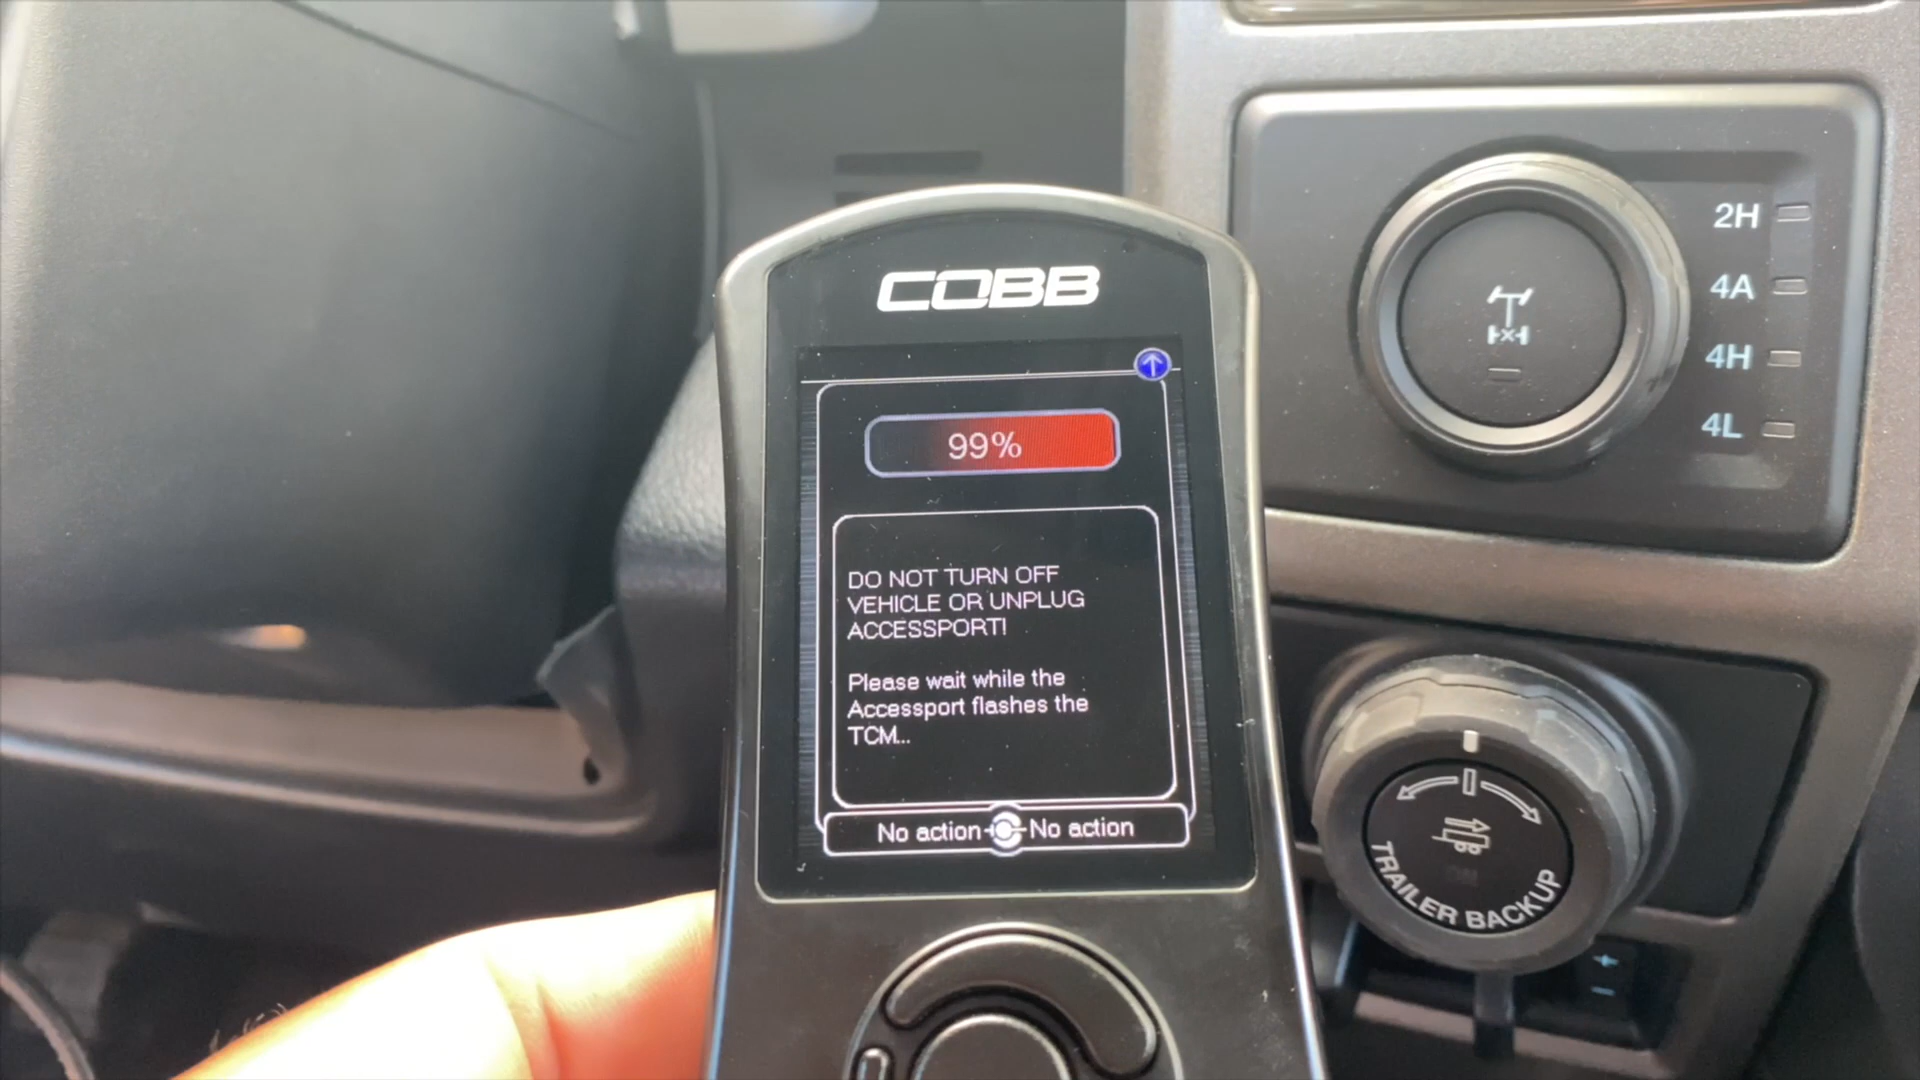 COBB
99%
DO NOT TURN OFF
VEHICLE OR UNPLUG
ACCESSPORT!
Please wait while the
Accessport flashes the
TCM...
No action No action
2H
4A
4H
4L
TRAILER BACKUP
+
-